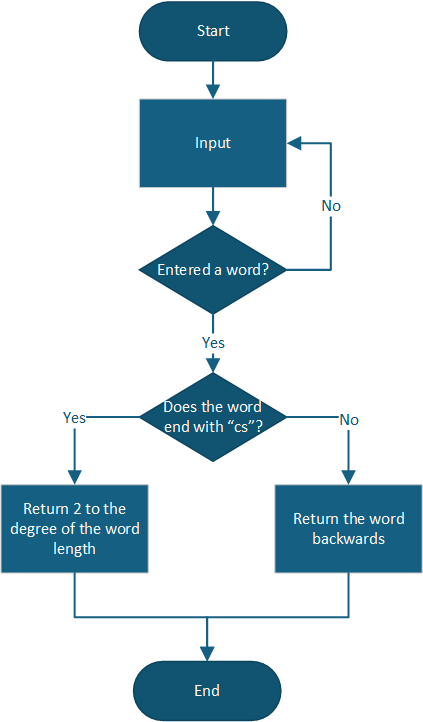 Start
Input
No
Entered a word?
Yes
Does the word
end with “cs”?
Yes
No
Return 2 to the
degree of the word
length
Return the word
backwards
End